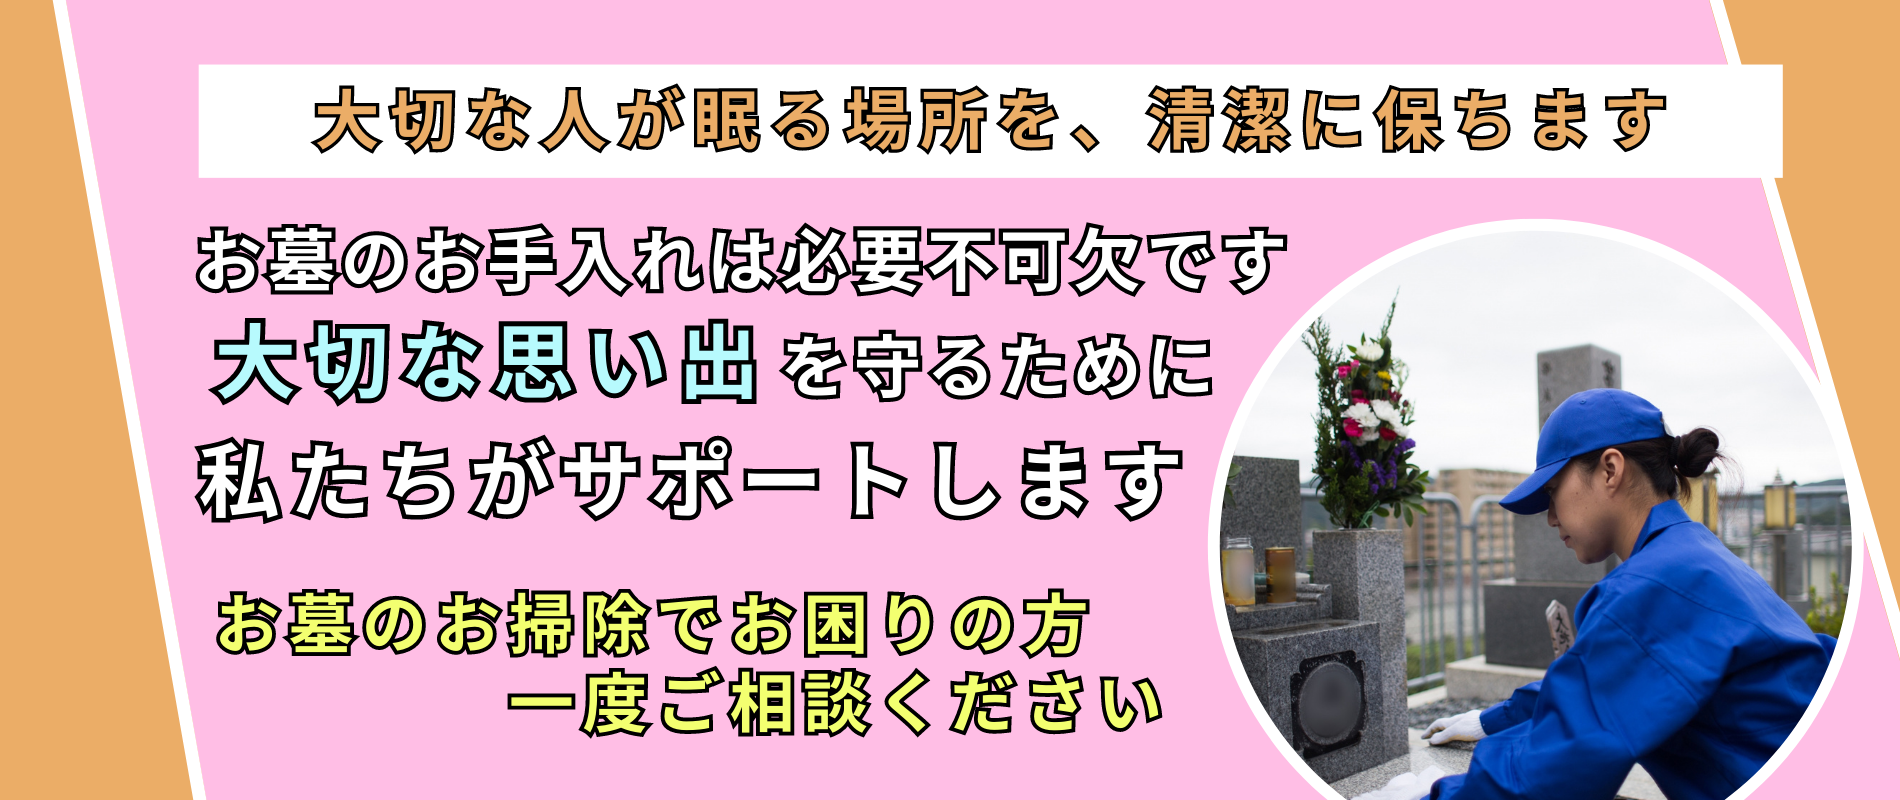 大切な人が眠る場所を、清潔に保ちます
お墓のお手入れは必要不可欠です
大切な思い出を守るために
私たちがサポートします
お墓のお掃除でお困りの方
一度ご相談ください